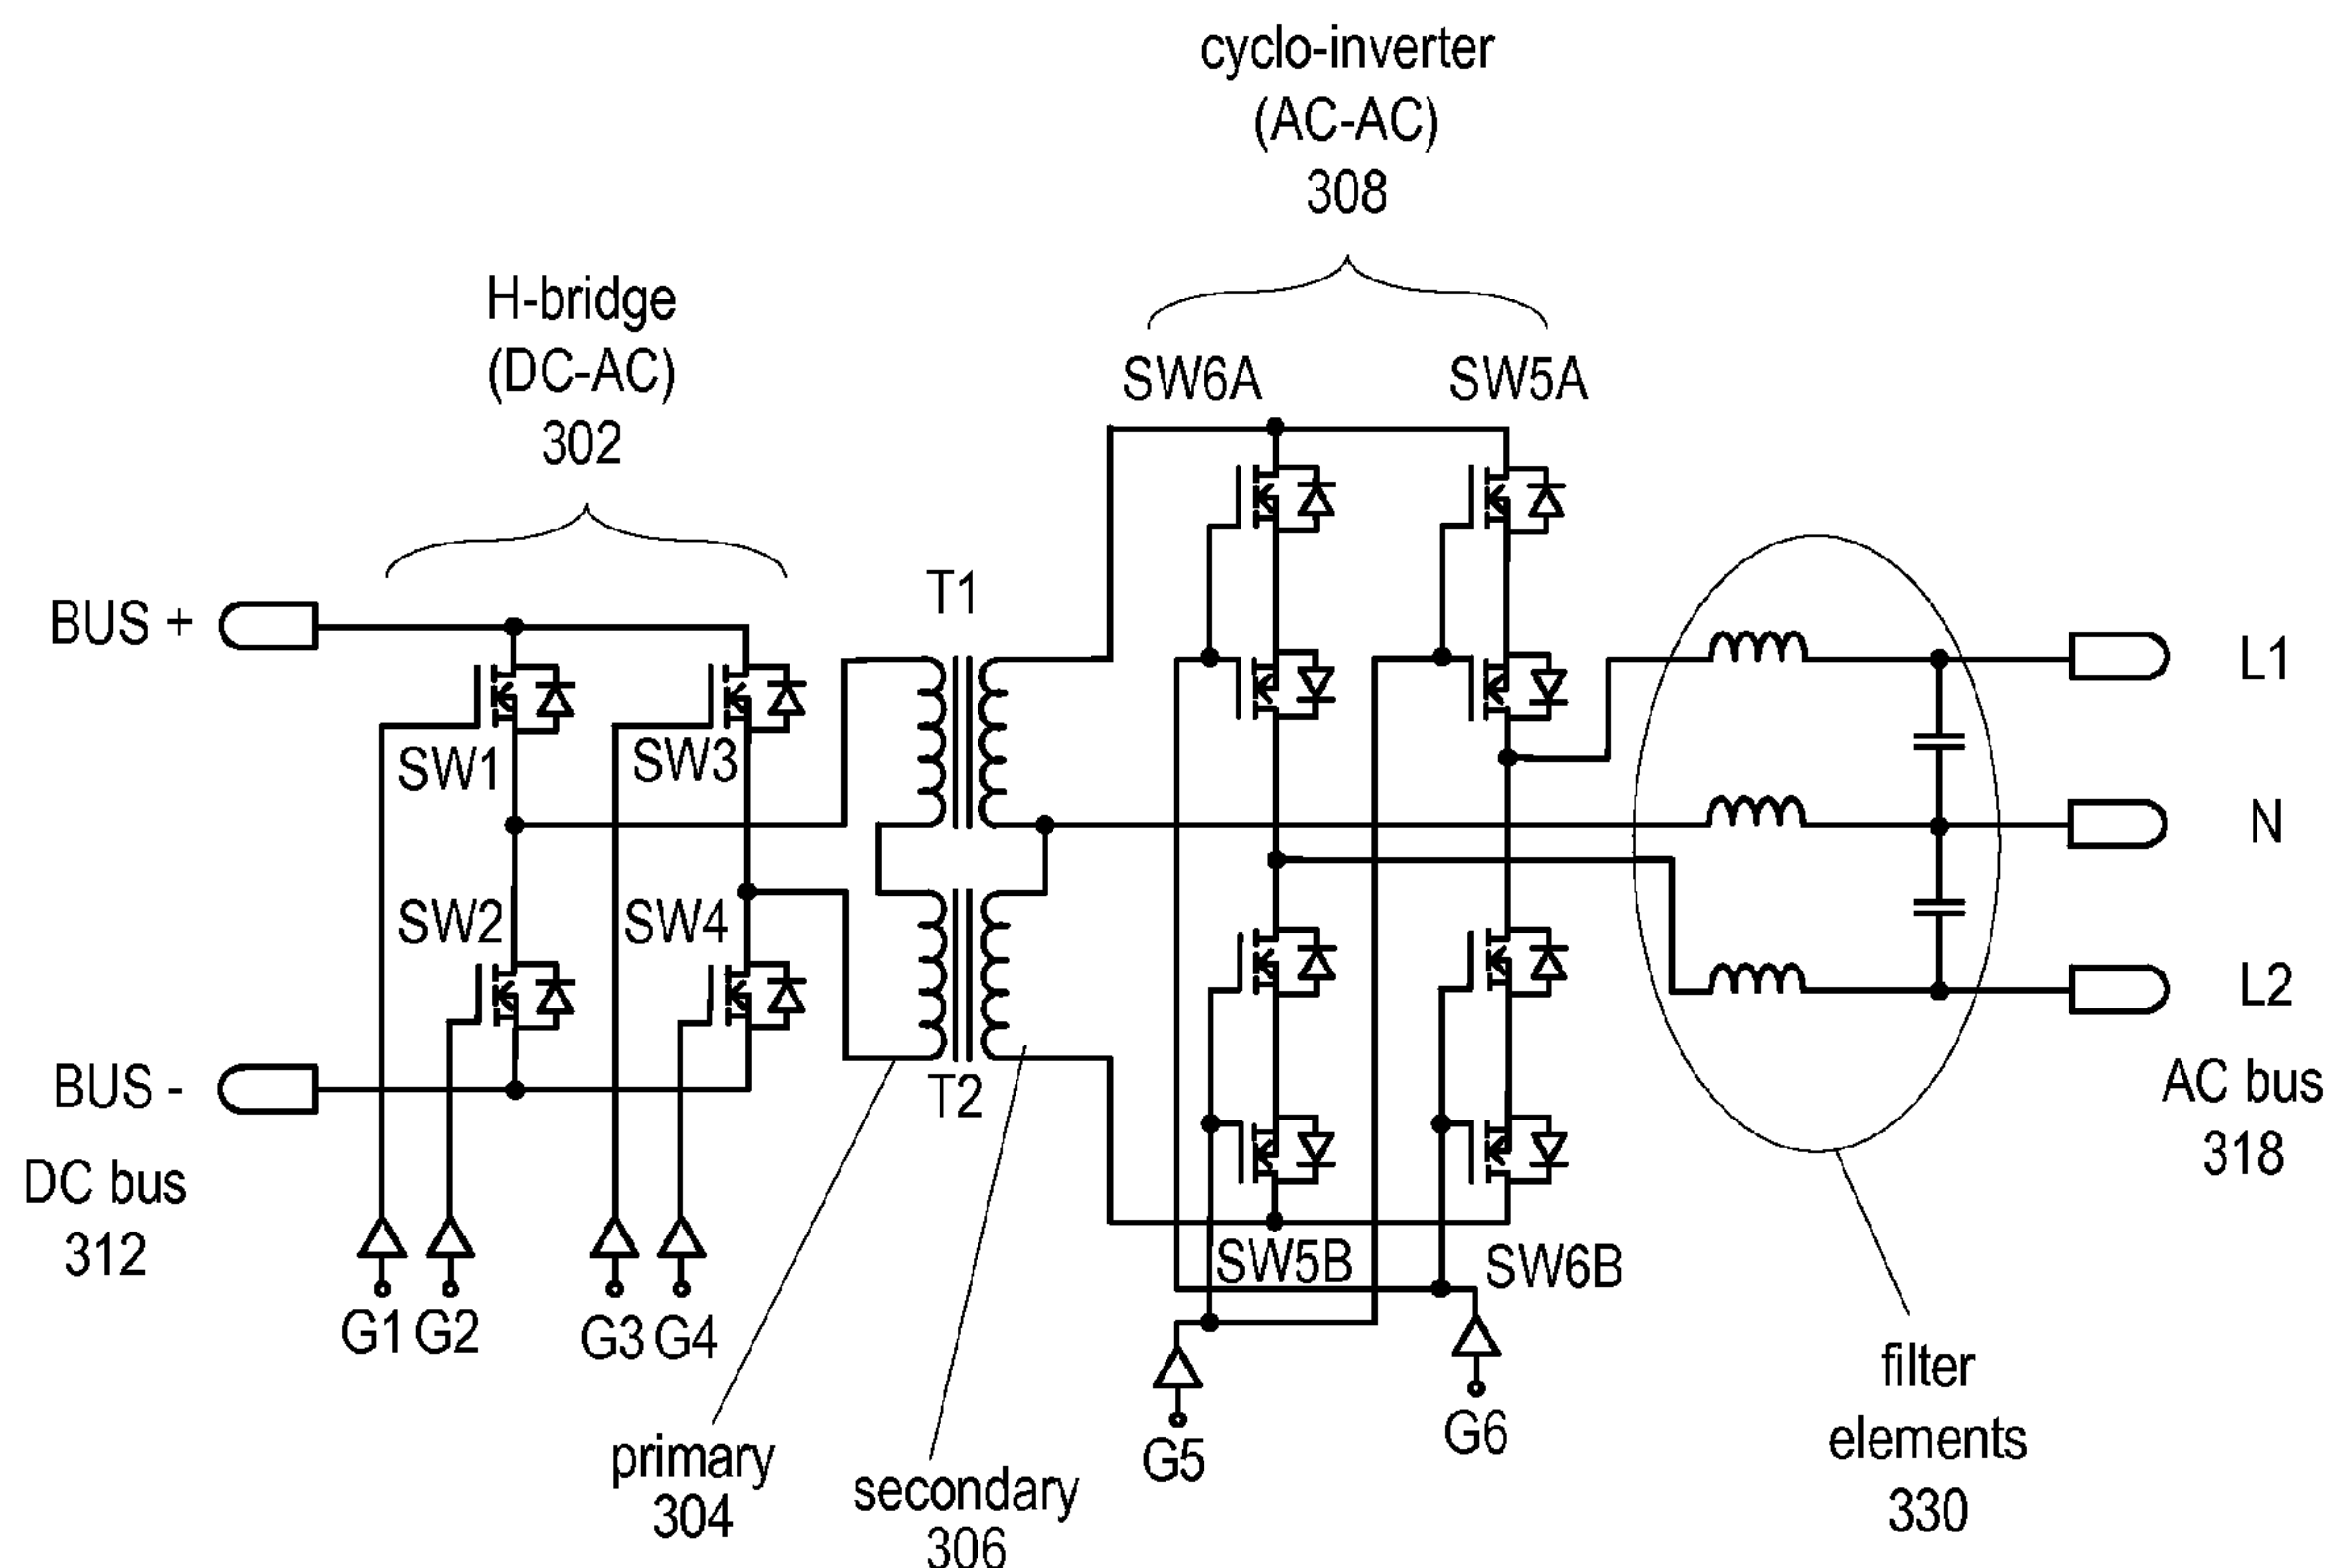 cyclo-inverter
(AC-AC)
308
H-bridge
(DC-AC)
302
SW6A
SW5A
T1
BUS +
L1
SW1
SW3
N
SW2
SW4
L2
BUS -
T2
AC bus
318
DC bus
312
SW5B
SW6B
G1
G2
G3
G4
G5
G6
filter
elements
330
primary
304
secondary
306